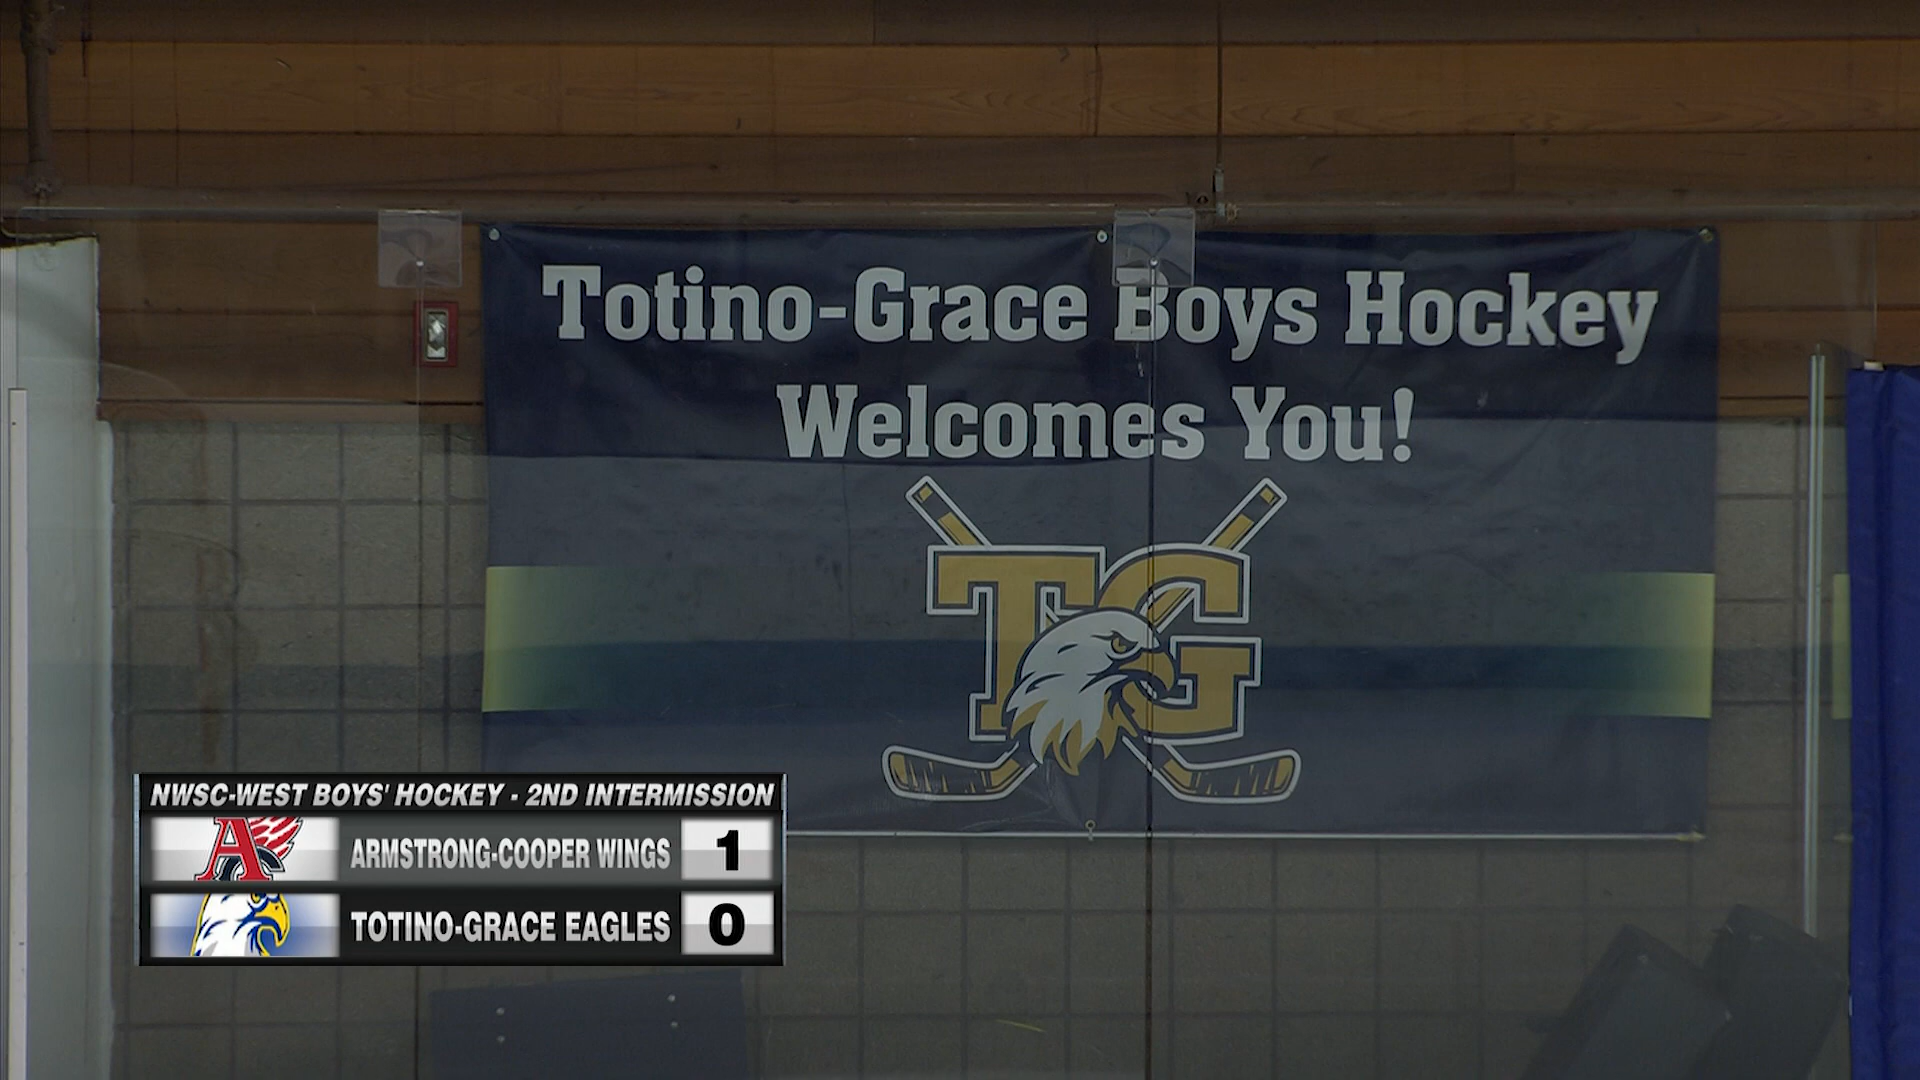 Totino-Grace Boys Hockey
Welcomes You!
TG
NWSC-WEST BOYS' HOCKEY - 2ND INTERMISSION
A
ARMSTRONG-COOPER WINGS 1
TOTINO-GRACE EAGLES 0